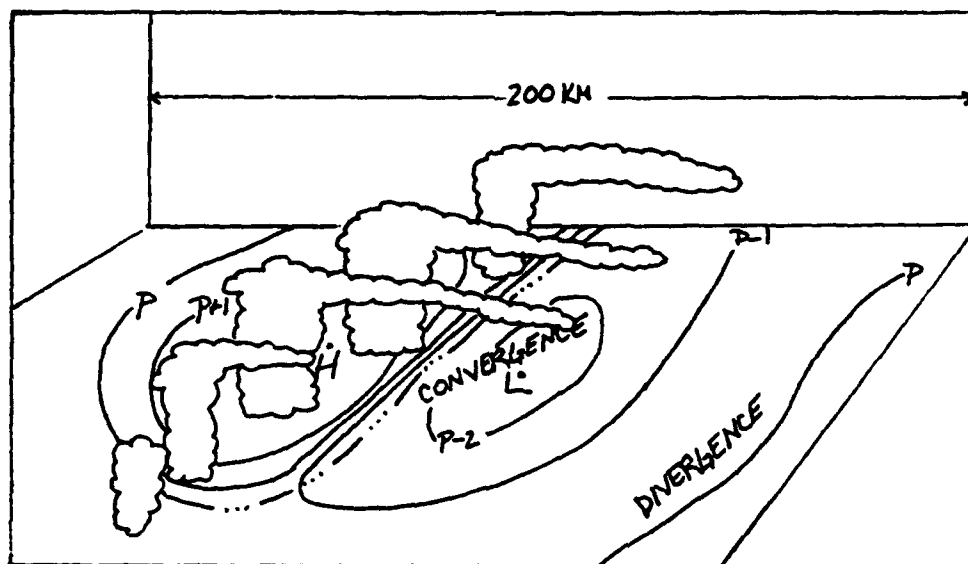 200 KM
P-1
P
P
P+1
H
CONVERGENCE
L
P-2
DIVERGENCE